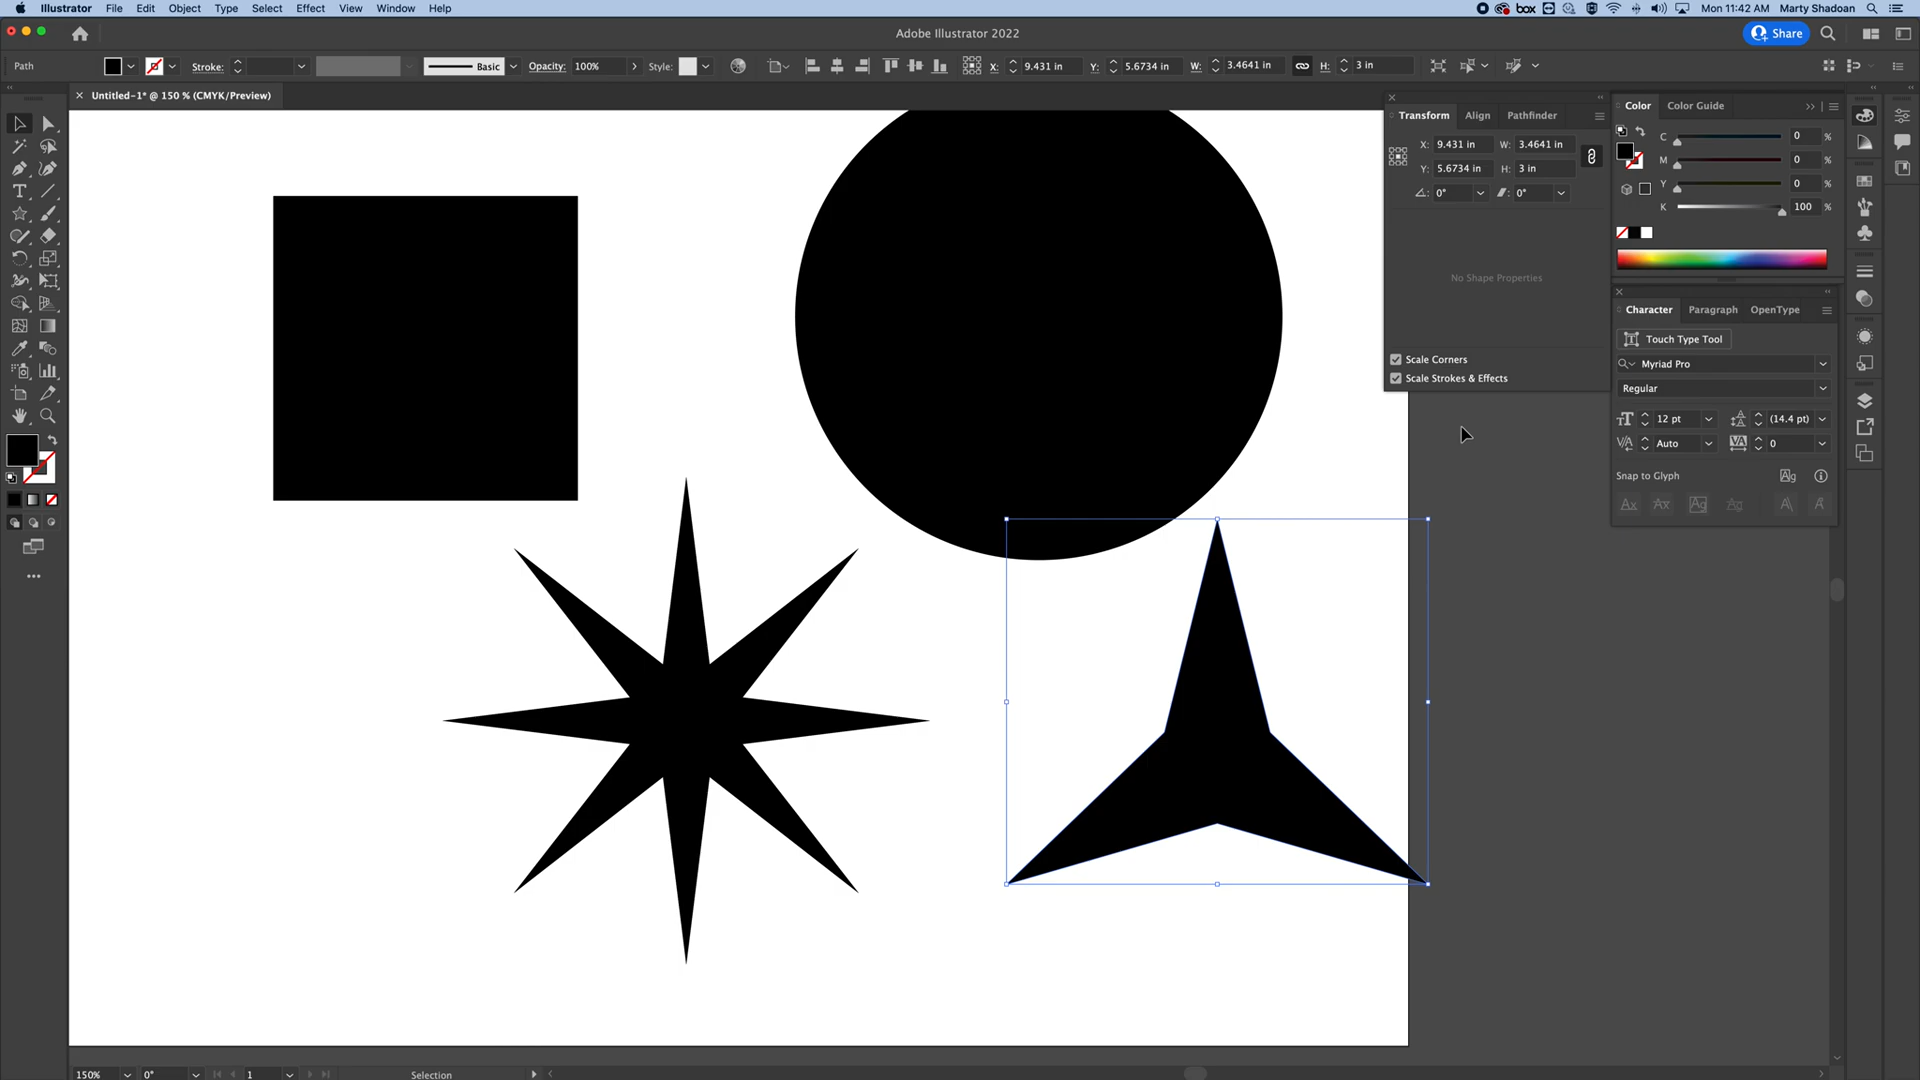 Illustrator File Edit Object Type Select Effect View Window Help
box Mon 11:42 AM Marty Shadoan
Adobe Illustrator 2022
Share
Path Stroke: Basic Opacity: 100% Style: X: 9.431 in Y: 5.6734 in W: 3.4641 in H: 3 in
Untitled-1* @ 150 % (CMYK/Preview)
Transform Align Pathfinder
X: 9.431 in W: 3.4641 in
Y: 5.6734 in H: 3 in
0° 0°
No Shape Properties
Scale Corners
Scale Strokes & Effects
Color Color Guide
C 0 %
M 0 %
Y 0 %
K 100 %
Character Paragraph OpenType
Touch Type Tool
Myriad Pro
Regular
12 pt (14.4 pt)
Auto 0
Snap to Glyph
150% 0° 1 Selection